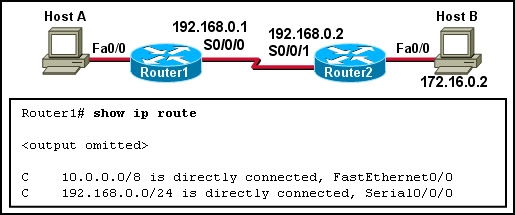 Host A
Host B
192.168.0.1
192.168.0.2
Fa0/0
S0/0/0
S0/0/1
Fa0/0
Router1
Router2
172.16.0.2
Router1# show ip route
<output omitted>
C 10.0.0.0/8 is directly connected, FastEthernet0/0
C 192.168.0.0/24 is directly connected, Serial0/0/0